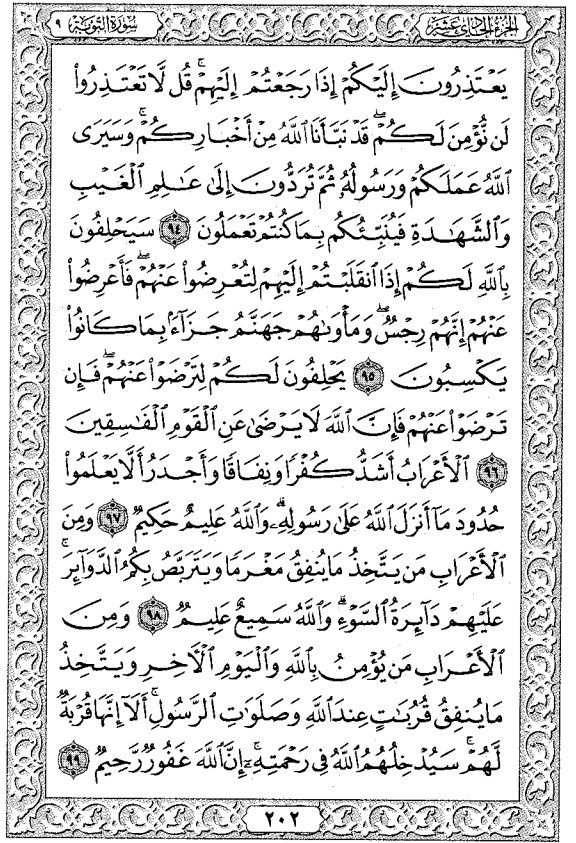 الجزء الحادي عشر سورة التوبة ٩
يَعْتَذِرُونَ إِلَيْكُمْ إِذَا رَجَعْتُمْ إِلَيْهِمْ ۚ قُل لَّا تَعْتَذِرُوا۟
لَن نُّؤْمِنَ لَكُمْ ۖ قَدْ نَبَّأَنَا ٱللَّهُ مِنْ أَخْبَارِكُمْ ۚ وَسَيَرَى
ٱللَّهُ عَمَلَكُمْ وَرَسُولُهُۥ ثُمَّ تُرَدُّونَ إِلَىٰ عَٰلِمِ ٱلْغَيْبِ
وَٱلشَّهَٰدَةِ فَيُنَبِّئُكُم بِمَا كُنتُمْ تَعْمَلُونَ ٩٤ سَيَحْلِفُونَ
بِٱللَّهِ لَكُمْ إِذَا ٱنقَلَبْتُمْ إِلَيْهِمْ لِتُعْرِضُوا۟ عَنْهُمْ ۖ فَأَعْرِضُوا۟
عَنْهُمْ إِنَّهُمْ رِجْسٌ ۖ وَمَأْوَىٰهُمْ جَهَنَّمُ جَزَآءًۢ بِمَا كَانُوا۟
يَكْسِبُونَ ٩٥ يَحْلِفُونَ لَكُمْ لِتَرْضَوْا۟ عَنْهُمْ ۖ فَإِن
تَرْضَوْا۟ عَنْهُمْ فَإِنَّ ٱللَّهَ لَا يَرْضَىٰ عَنِ ٱلْقَوْمِ ٱلْفَٰسِقِينَ
٩٦ ٱلْأَعْرَابُ أَشَدُّ كُفْرًا وَنِفَاقًا وَأَجْدَرُ أَلَّا يَعْلَمُوا۟
حُدُودَ مَآ أَنزَلَ ٱللَّهُ عَلَىٰ رَسُولِهِۦ ۗ وَٱللَّهُ عَلِيمٌ حَكِيمٌ ٩٧ وَمِنَ
ٱلْأَعْرَابِ مَن يَتَّخِذُ مَا يُنفِقُ مَغْرَمًا وَيَتَرَبَّصُ بِكُمُ ٱلدَّوَآئِرَ ۚ
عَلَيْهِمْ دَآئِرَةُ ٱلسَّوْءِ ۗ وَٱللَّهُ سَمِيعٌ عَلِيمٌ ٩٨ وَمِنَ
ٱلْأَعْرَابِ مَن يُؤْمِنُ بِٱللَّهِ وَٱلْيَوْمِ ٱلْءَاخِرِ وَيَتَّخِذُ
مَا يُنفِقُ قُرُبَٰتٍ عِندَ ٱللَّهِ وَصَلَوَٰتِ ٱلرَّسُولِ ۚ أَلَآ إِنَّهَا قُرْبَةٌ
لَّهُمْ ۚ سَيُدْخِلُهُمُ ٱللَّهُ فِى رَحْمَتِهِۦٓ ۗ إِنَّ ٱللَّهَ غَفُورٌ رَّحِيمٌ ٩٩
٢٠٢